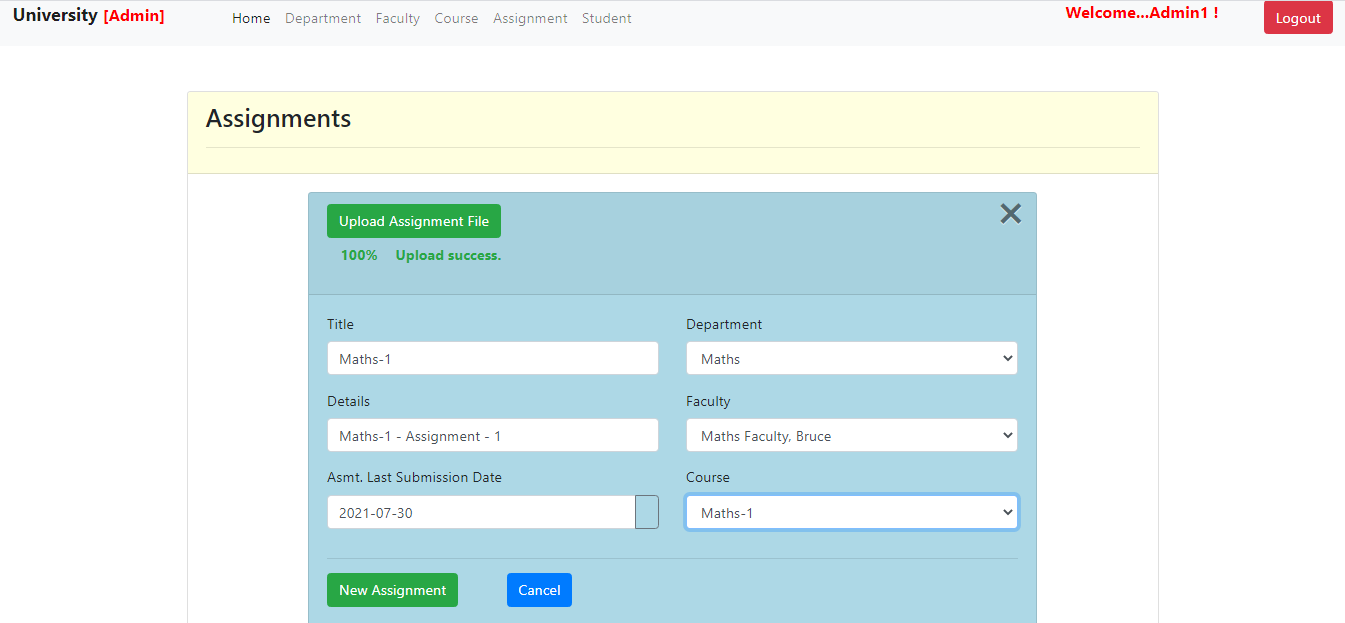 University [Admin] Home Department Faculty Course Assignment Student Welcome...Admin1 ! Logout
Assignments
Upload Assignment File
100% Upload success.
Title Department
Maths-1 Maths
Details Faculty
Maths-1 - Assignment - 1 Maths Faculty, Bruce
Asmt. Last Submission Date Course
2021-07-30 Maths-1
New Assignment Cancel